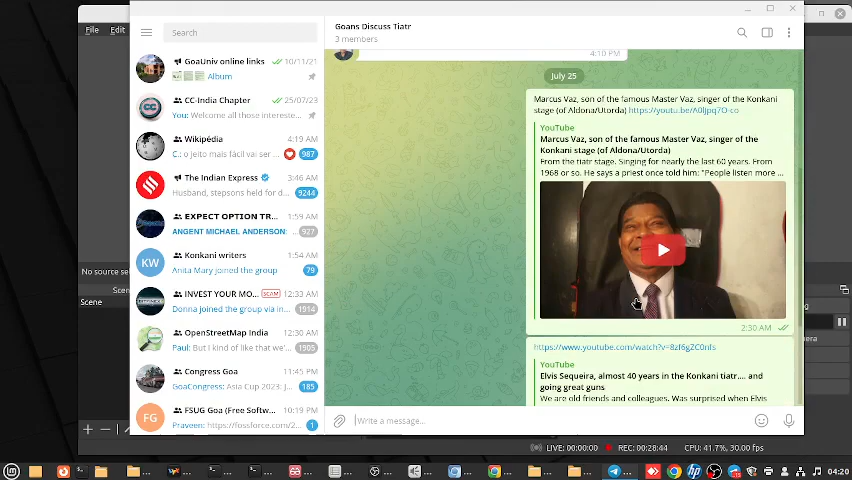 File Edit
No source sel
Scen
Scene
Search
GoaUniv online links 10/11/21
Album
CC-India Chapter 25/07/23
You: Welcome all those intereste...
Wikipédia 4:19 AM
C.: o jeito mais fácil vai ser ... 987
The Indian Express 3:46 AM
Husband, stepsons held for d... 9244
EXPECT OPTION TR... 1:59 AM
ANGENT MICHAEL ANDERSON: ... 927
KW
Konkani writers 1:54 AM
Anita Mary joined the group 79
INVEST YOUR MO... SCAM 12:33 AM
Donna joined the group via in... 1914
OpenStreetMap India 12:30 AM
Paul: But I kind of like that we'... 1905
Congress Goa 11:45 PM
GoaCongress: Asia Cup 2023: J... 185
FG
FSUG Goa (Free Softw... 10:19 PM
Praveen: https://fossforce.com/2... 1
Goans Discuss Tiatr
3 members
4:10 PM
July 25
Marcus Vaz, son of the famous Master Vaz, singer of the Konkani
stage (of Aldona/Utorda) https://youtu.be/A0ljpq7O-co
YouTube
Marcus Vaz, son of the famous Master Vaz, singer of the
Konkani stage (of Aldona/Utorda)
From the tiatr stage. Singing for nearly the last 60 years. From
1968 or so. He says a priest once told him: "People listen more ...
2:30 AM
https://www.youtube.com/watch?v=8zf6gZC0nfs
YouTube
Elvis Sequeira, almost 40 years in the Konkani tiatr.... and
going great guns
We are old friends and colleagues. Was surprised when Elvis
Write a message...
LIVE: 00:00:00 REC: 00:28:44 CPU: 41.7%, 30.00 fps
04:20